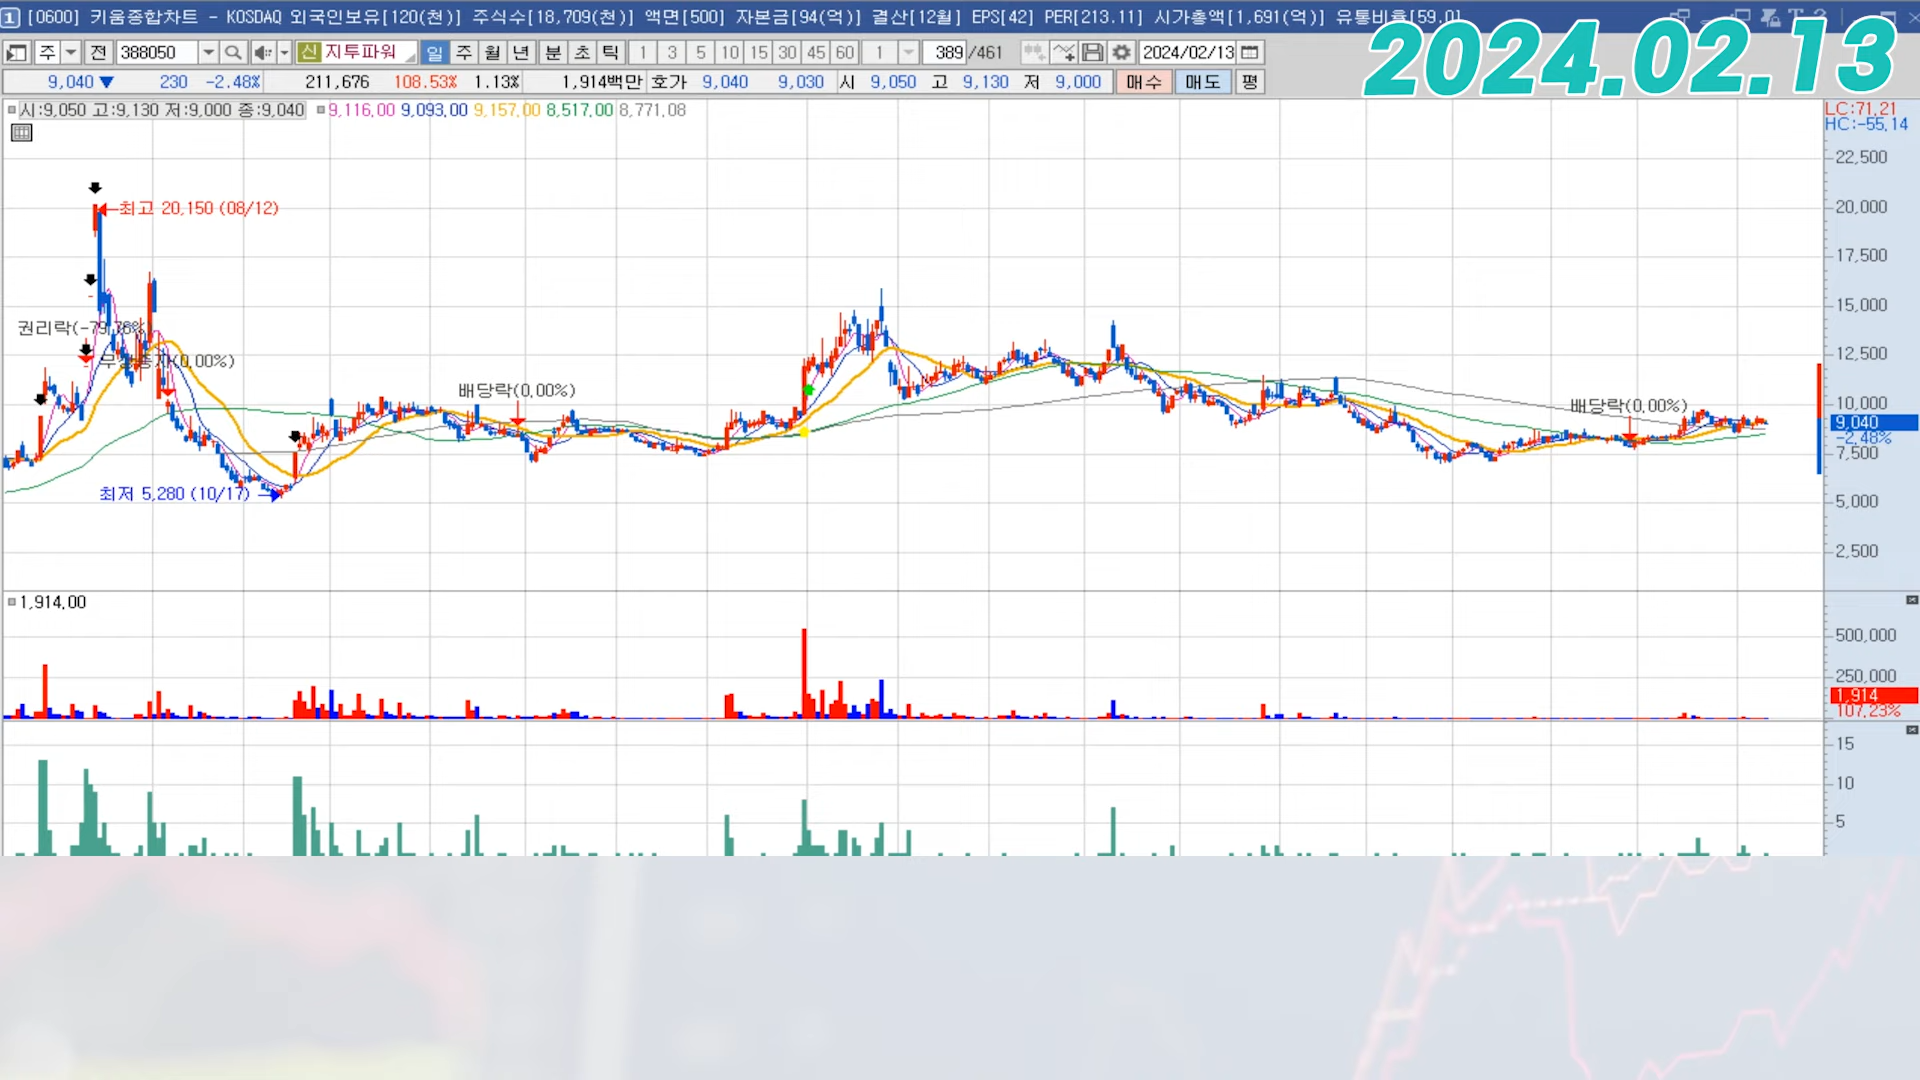 1 [0600] 키움종합차트 - KOSDAQ 외국인보유[120(천)] 주식수[18,709(천)] 액면[500] 자본금[94(억)] 결산[12월] EPS[42] PER[213.11] 시가총액[1,691(억)] 유통비율[59.0]
2024.02.13
주 전 388050 신 지투파워 일 주 월 년 분 초 틱 1 3 5 10 15 30 45 60 1 389 /461 2024/02/13
9,040 ▼ 230 -2.48% 211,676 108.53% 1.13% 1,914백만 호가 9,040 9,030 시 9,050 고 9,130 저 9,000 매수 매도 평
시:9,050 고:9,130 저:9,000 종:9,040 9,116.00 9,093.00 9,157.00 8,517.00 8,771.08
LC:71.21
HC:-55.14
22,500
최고 20,150 (08/12)
20,000
17,500
15,000
권리락(-79.76%)
무상증자(0.00%)
12,500
배당락(0.00%)
배당락(0.00%)
10,000
9,040
-2.48%
7,500
최저 5,280 (10/17)
5,000
2,500
1,914.00
500,000
250,000
1,914
107.23%
15
10
5